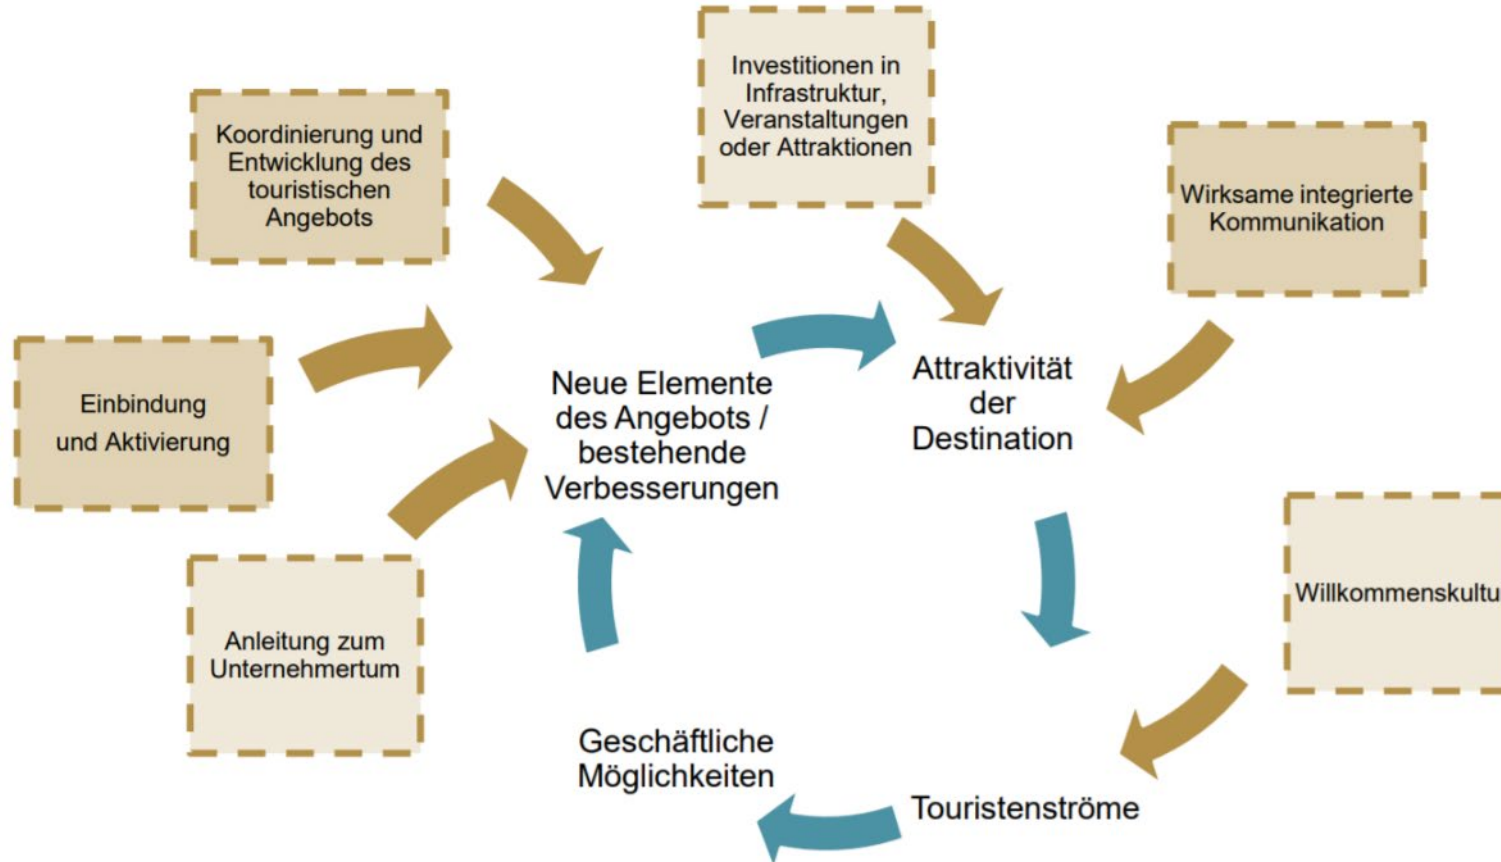 Investitionen in
Infrastruktur,
Veranstaltungen
oder Attraktionen
Koordinierung und
Entwicklung des
touristischen
Angebots
Wirksame integrierte
Kommunikation
Einbindung
und Aktivierung
Neue Elemente
des Angebots /
bestehende
Verbesserungen
Attraktivität
der
Destination
Anleitung zum
Unternehmertum
Willkommenskultu
Geschäftliche
Möglichkeiten
Touristenströme